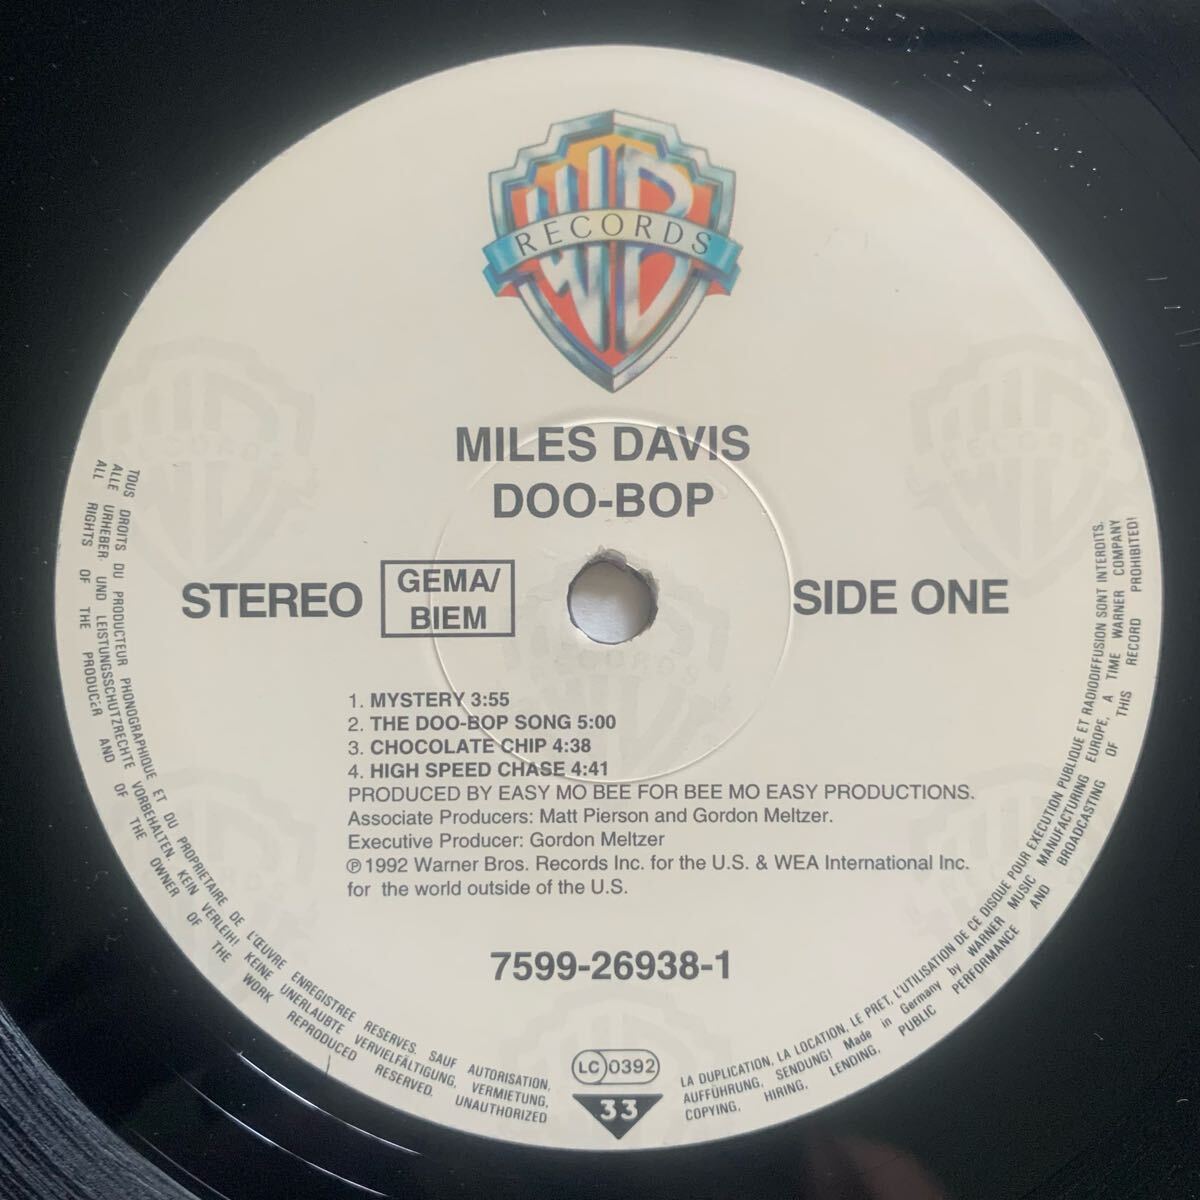 WB
RECORDS
MILES DAVIS
DOO-BOP
STEREO
GEMA/
BIEM
SIDE ONE
1. MYSTERY 3:55
2. THE DOO-BOP SONG 5:00
3. CHOCOLATE CHIP 4:38
4. HIGH SPEED CHASE 4:41
PRODUCED BY EASY MO BEE FOR BEE MO EASY PRODUCTIONS.
Associate Producers: Matt Pierson and Gordon Meltzer.
Executive Producer: Gordon Meltzer
℗ 1992 Warner Bros. Records Inc. for the U.S. & WEA International Inc.
for the world outside of the U.S.
7599-26938-1
LC 0392
33
TOUS DROITS DU PRODUCTEUR PHONOGRAPHIQUE ET DU PROPRIETAIRE DE L'ŒUVRE ENREGISTREE RESERVES. SAUF AUTORISATION, LA DUPLICATION, LA LOCATION, LE PRET, L'UTILISATION DE CE DISQUE POUR EXECUTION PUBLIQUE ET RADIODIFFUSION SONT INTERDITS.
ALLE URHEBER- UND LEISTUNGSSCHUTZRECHTE VORBEHALTEN. KEIN VERLEIH! KEINE UNERLAUBTE VERVIELFÄLTIGUNG, VERMIETUNG, AUFFÜHRUNG, SENDUNG! Made in Germany by WARNER MUSIC MANUFACTURING EUROPE, A TIME WARNER COMPANY
ALL RIGHTS OF THE PRODUCER AND OF THE OWNER OF THE WORK REPRODUCED RESERVED. UNAUTHORIZED COPYING, HIRING, LENDING, PUBLIC PERFORMANCE AND BROADCASTING OF THIS RECORD PROHIBITED!